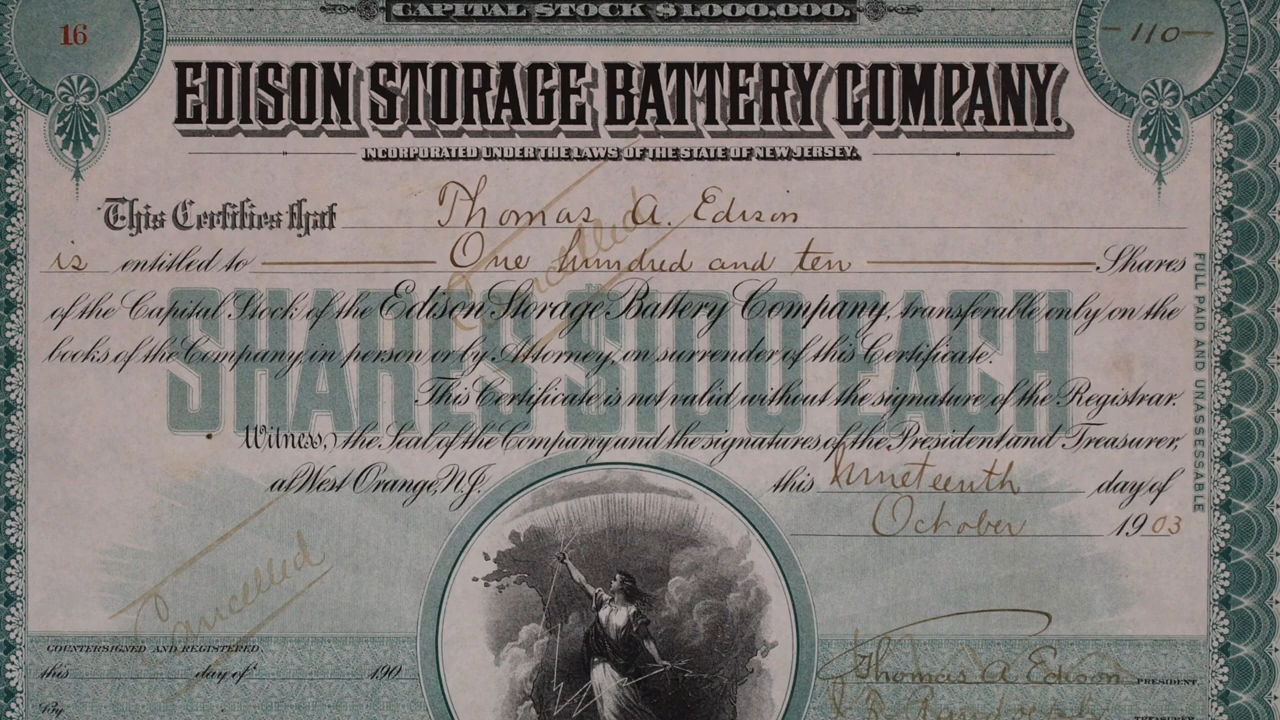 CAPITAL STOCK $1,000,000.
16
110
EDISON STORAGE BATTERY COMPANY.
INCORPORATED UNDER THE LAWS OF THE STATE OF NEW JERSEY.
This Certifies that Thomas A. Edison
is entitled to One hundred and ten Shares
of the Capital Stock of the Edison Storage Battery Company, transferable only on the
books of the Company, in person or by Attorney, on surrender of this Certificate.
SHARES $100 EACH
This Certificate is not valid without the signature of the Registrar.
Witness, the Seal of the Company and the signatures of the President and Treasurer,
at West Orange, N.J. this Nineteenth day of
October 1903
FULL PAID AND UNASSESSABLE
Cancelled
Cancelled
COUNTERSIGNED AND REGISTERED
this day of 190
By
Thomas A Edison PRESIDENT.
TREASURER